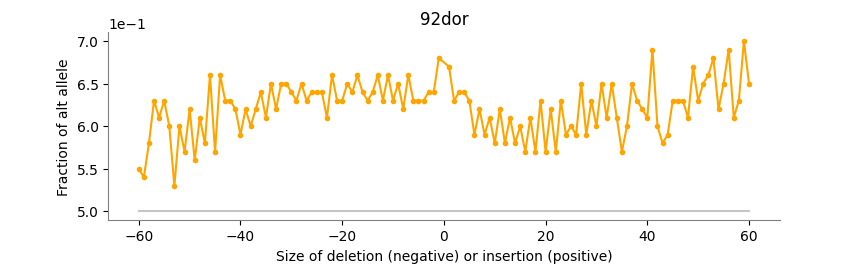 92dor
1e−1
7.0
6.5
6.0
5.5
5.0
Fraction of alt allele
−60 −40 −20 0 20 40 60
Size of deletion (negative) or insertion (positive)